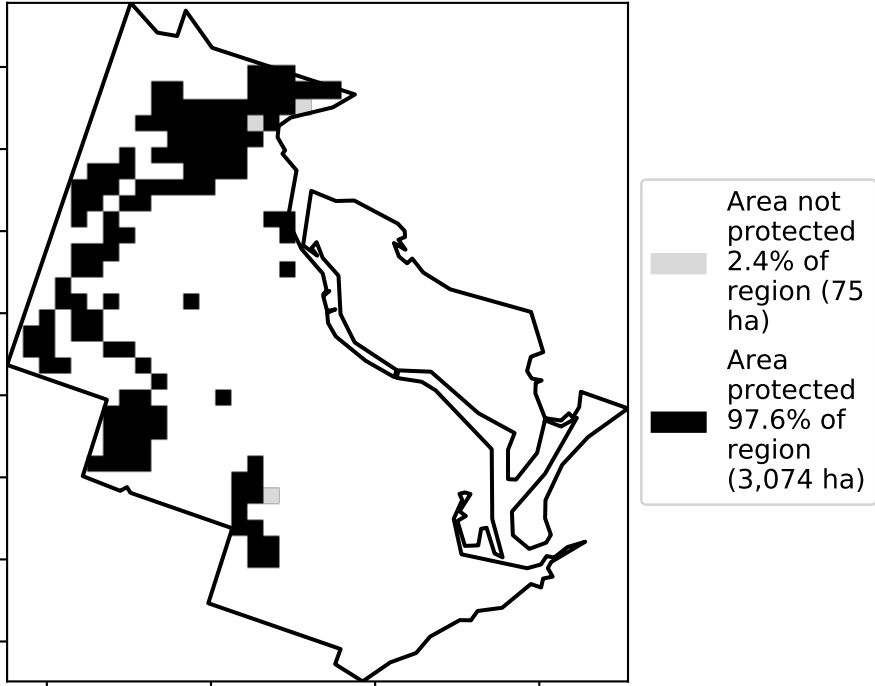 Area not
protected
2.4% of
region (75
ha)
Area
protected
97.6% of
region
(3,074 ha)